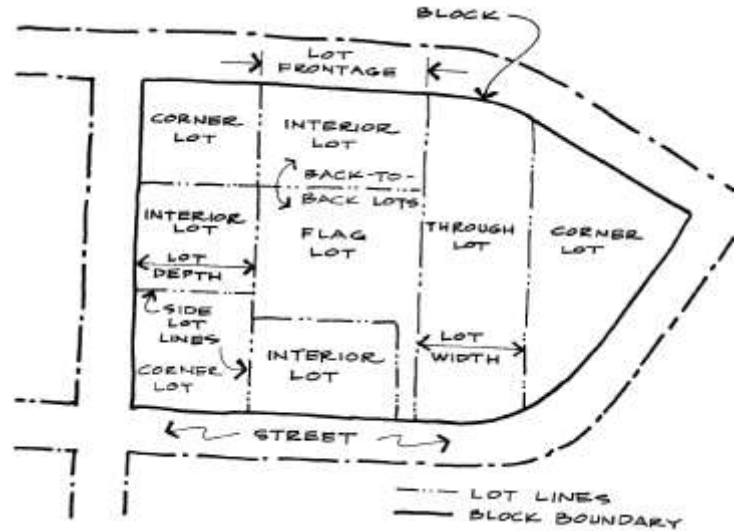 BLOCK
LOT
FRONTAGE
CORNER
LOT
INTERIOR
LOT
BACK-TO-
BACK LOTS
INTERIOR
LOT
FLAG
LOT
THROUGH
LOT
CORNER
LOT
LOT
DEPTH
SIDE
LOT
LINES
CORNER
LOT
INTERIOR
LOT
LOT
WIDTH
STREET
LOT LINES
BLOCK BOUNDARY